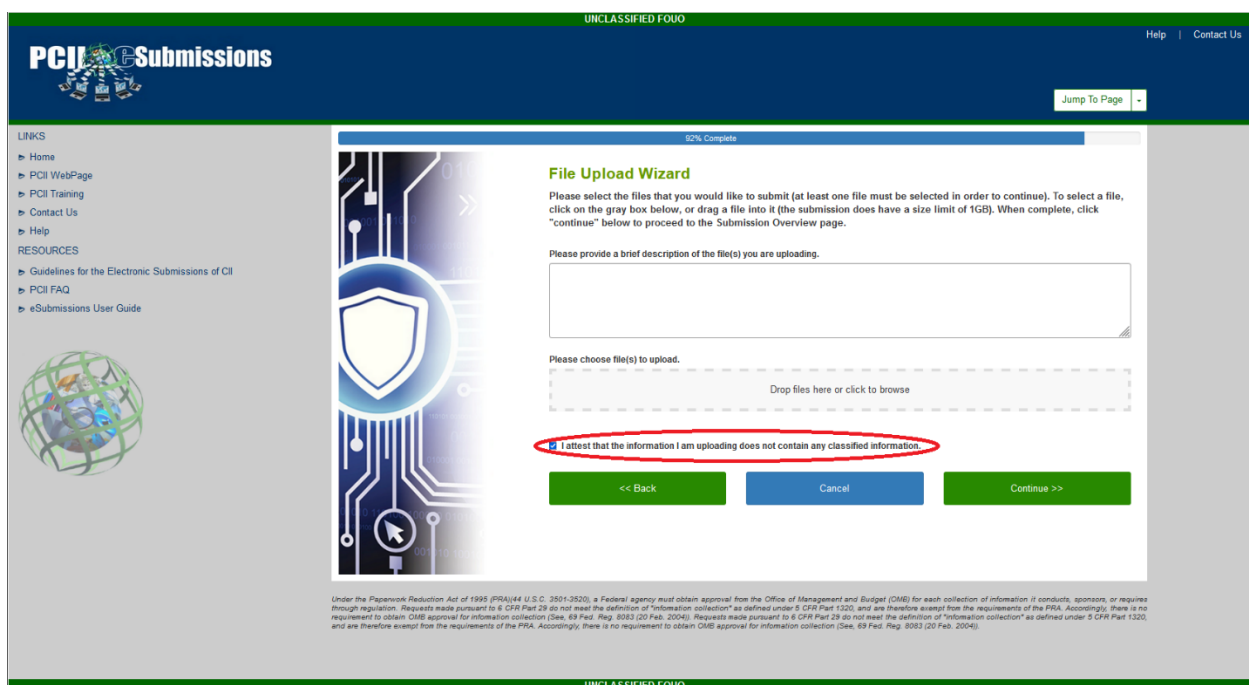 UNCLASSIFIED FOUO
Help | Contact Us
PCII eSubmissions
Jump To Page
LINKS
Home
PCII WebPage
PCII Training
Contact Us
Help
RESOURCES
Guidelines for the Electronic Submissions of CII
PCII FAQ
eSubmissions User Guide
92% Complete
File Upload Wizard
Please select the files that you would like to submit (at least one file must be selected in order to continue). To select a file,
click on the gray box below, or drag a file into it (the submission does have a size limit of 1GB). When complete, click
"continue" below to proceed to the Submission Overview page.
Please provide a brief description of the file(s) you are uploading.
Please choose file(s) to upload.
Drop files here or click to browse
I attest that the information I am uploading does not contain any classified information.
<< Back
Cancel
Continue >>
Under the Paperwork Reduction Act of 1995 (PRA)(44 U.S.C. 3501-3520), a Federal agency must obtain approval from the Office of Management and Budget (OMB) for each collection of information it conducts, sponsors, or requires
through regulation. Requests made pursuant to 6 CFR Part 29 do not meet the definition of "information collection" as defined under 5 CFR Part 1320, and are therefore exempt from the requirements of the PRA. Accordingly, there is no
requirement to obtain OMB approval for information collection (See, 69 Fed. Reg. 8083 (20 Feb. 2004)). Requests made pursuant to 6 CFR Part 29 do not meet the definition of "information collection" as defined under 5 CFR Part 1320,
and are therefore exempt from the requirements of the PRA. Accordingly, there is no requirement to obtain OMB approval for information collection (See, 69 Fed. Reg. 8083 (20 Feb. 2004)).
UNCLASSIFIED FOUO